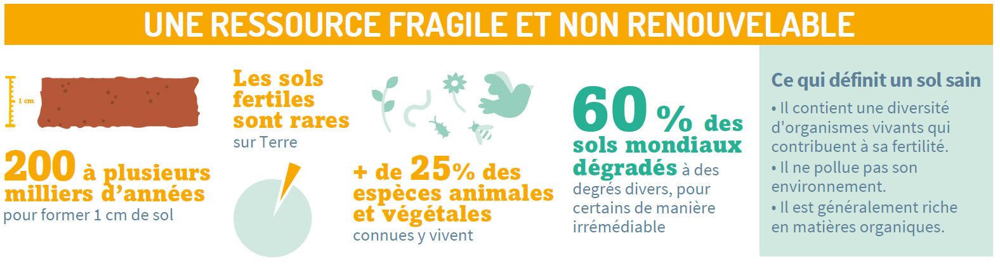 UNE RESSOURCE FRAGILE ET NON RENOUVELABLE
1 cm
200 à plusieurs
milliers d'années
pour former 1 cm de sol
Les sols
fertiles
sont rares
sur Terre
+ de 25% des
espèces animales
et végétales
connues y vivent
60 % des
sols mondiaux
dégradés à des
degrés divers, pour
certains de manière
irrémédiable
Ce qui définit un sol sain
• Il contient une diversité
d'organismes vivants qui
contribuent à sa fertilité.
• Il ne pollue pas son
environnement.
• Il est généralement riche
en matières organiques.